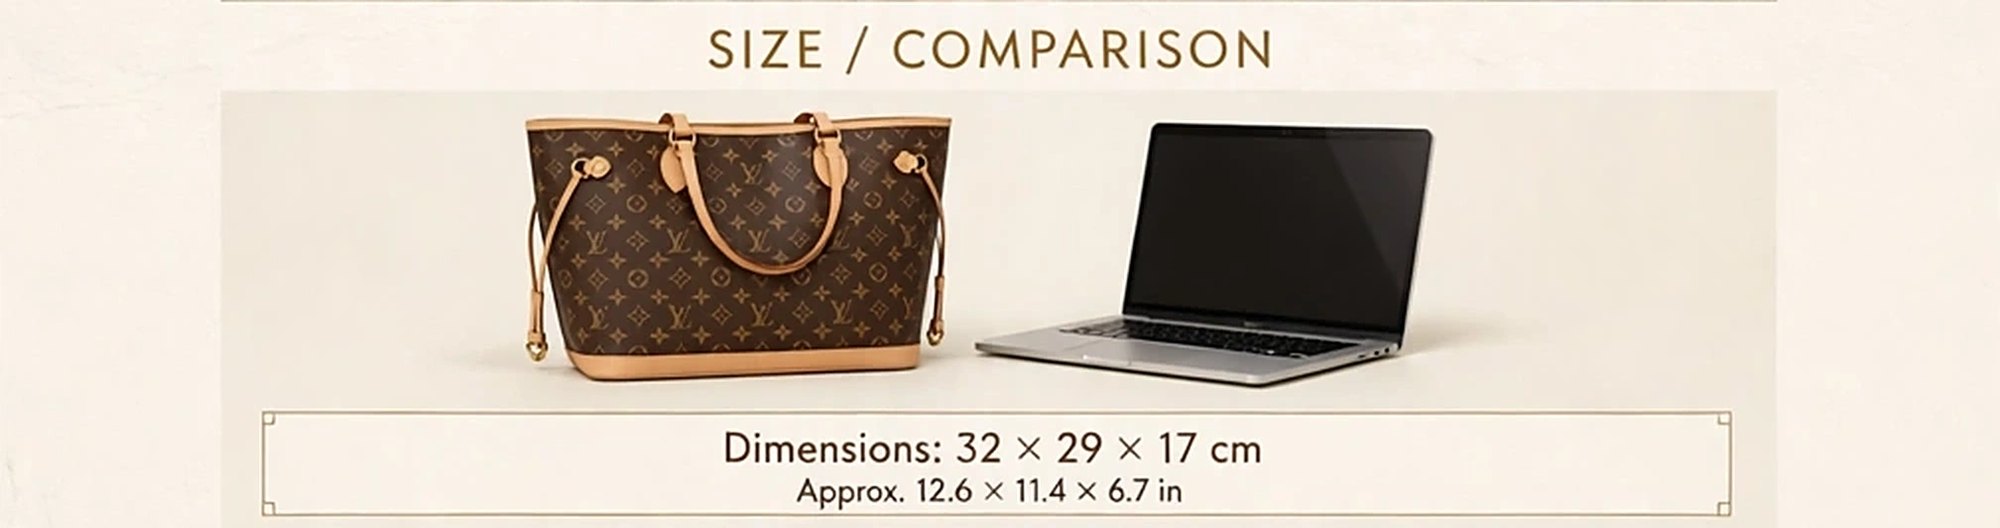 SIZE / COMPARISON
Dimensions: 32 × 29 × 17 cm
Approx. 12.6 × 11.4 × 6.7 in